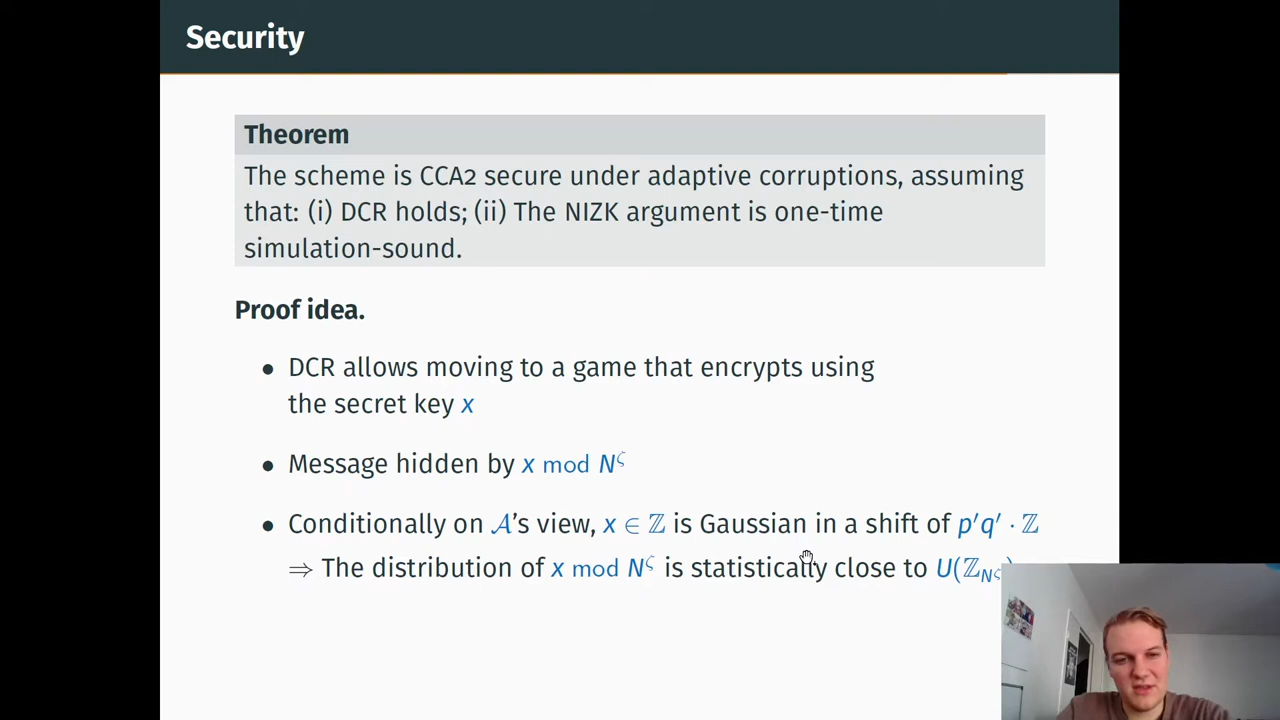 Security
Theorem
The scheme is CCA2 secure under adaptive corruptions, assuming
that: (i) DCR holds; (ii) The NIZK argument is one-time
simulation-sound.
Proof idea.
• DCR allows moving to a game that encrypts using
the secret key x
• Message hidden by x mod N^ζ
• Conditionally on 𝒜's view, x ∈ ℤ is Gaussian in a shift of p′q′ · ℤ
⇒ The distribution of x mod N^ζ is statistically close to U(ℤ_{N^ζ})